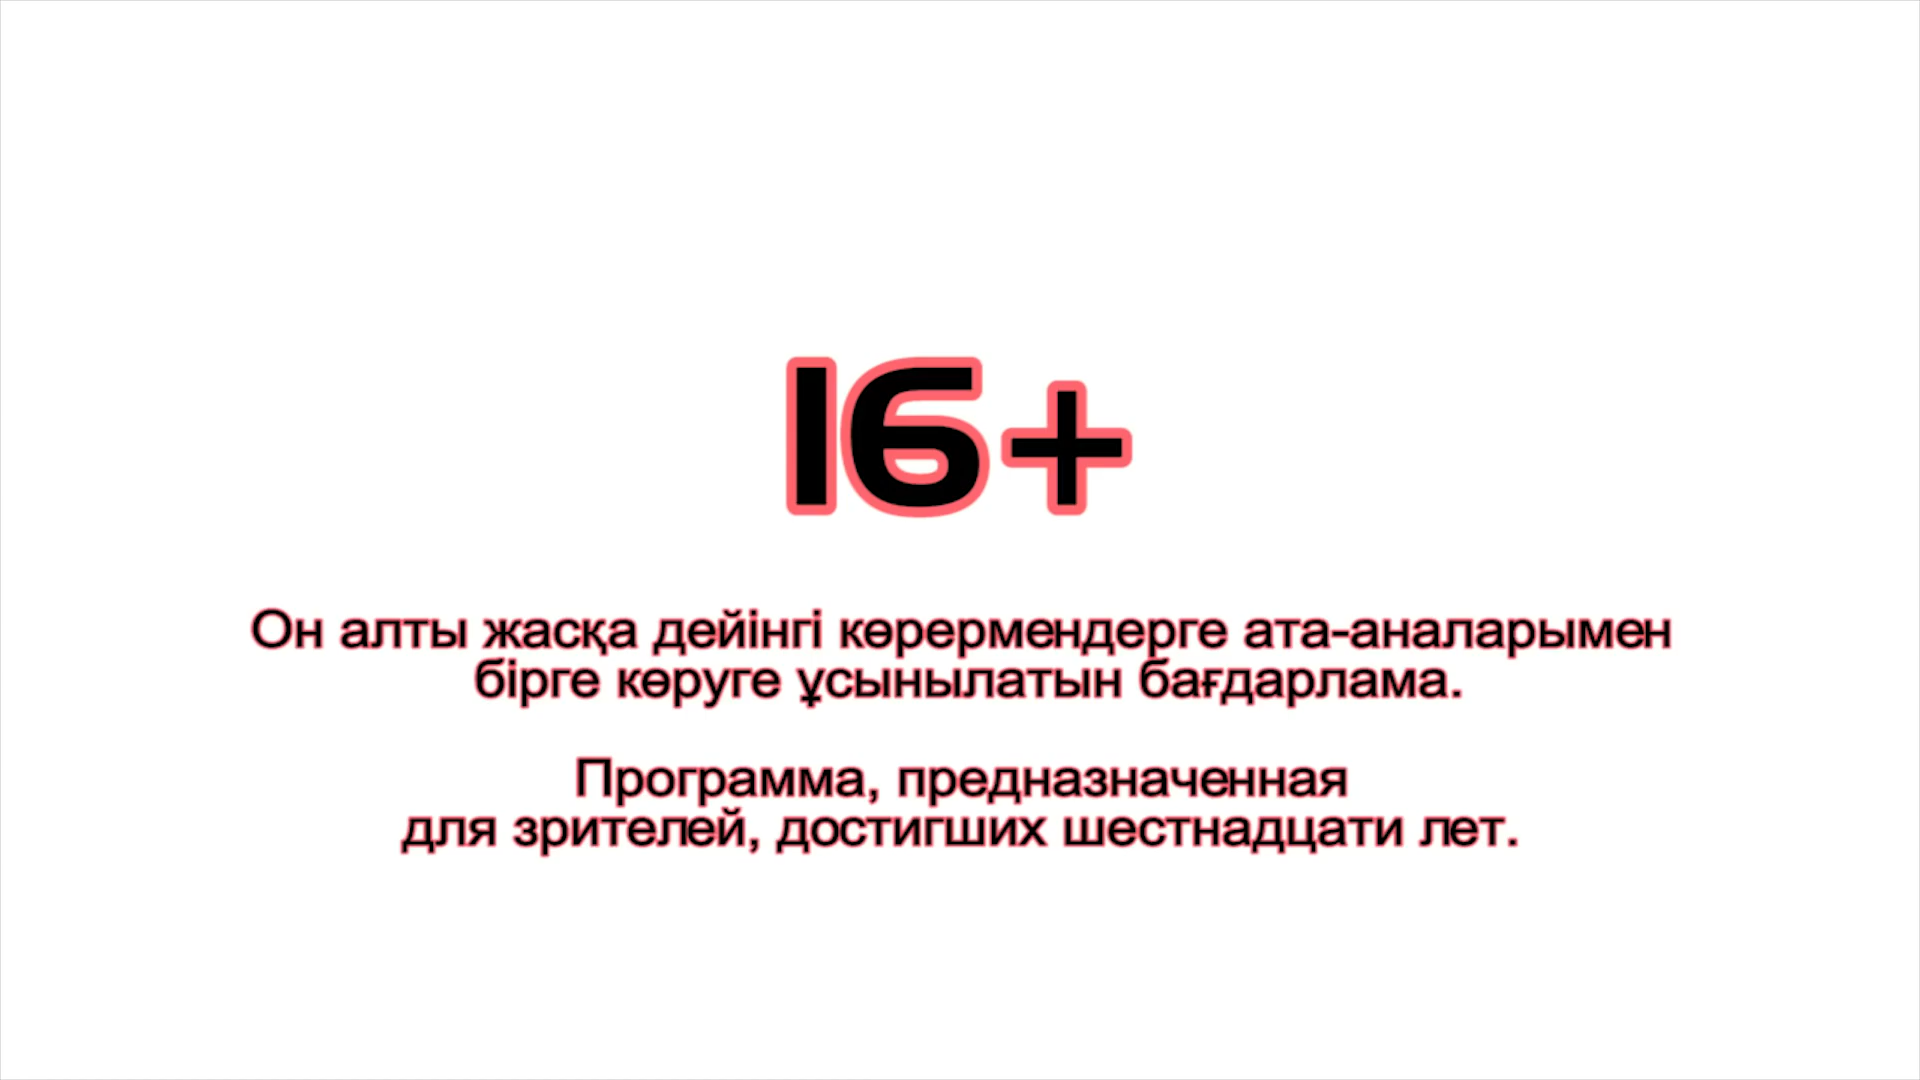 16+
Он алты жасқа дейінгі көрермендерге ата-аналарымен
бірге көруге ұсынылатын бағдарлама.
Программа, предназначенная
для зрителей, достигших шестнадцати лет.